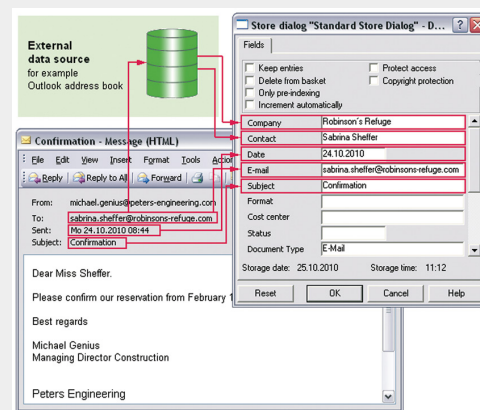 External
data source
for example
Outlook address book
Store dialog "Standard Store Dialog" - D...
Fields
Keep entries
Protect access
Delete from basket
Copyright protection
Only pre-indexing
Increment automatically
Company Robinson's Refuge
Contact Sabrina Sheffer
Date 24.10.2010
E-mail sabrina.sheffer@robinsons-refuge.com
Subject Confirmation
Format
Cost center
Status
Document Type E-Mail
Storage date: 25.10.2010 Storage time: 11:12
Reset OK Cancel Help
Confirmation - Message (HTML)
File Edit View Insert Format Tools
Reply Reply to All Forward
From: michael.genius@peters-engineering.com
To: sabrina.sheffer@robinsons-refuge.com
Sent: Mo 24.10.2010 08:44
Subject: Confirmation
Dear Miss Sheffer.
Please confirm our reservation from February
Best regards
Michael Genius
Managing Director Construction
Peters Engineering